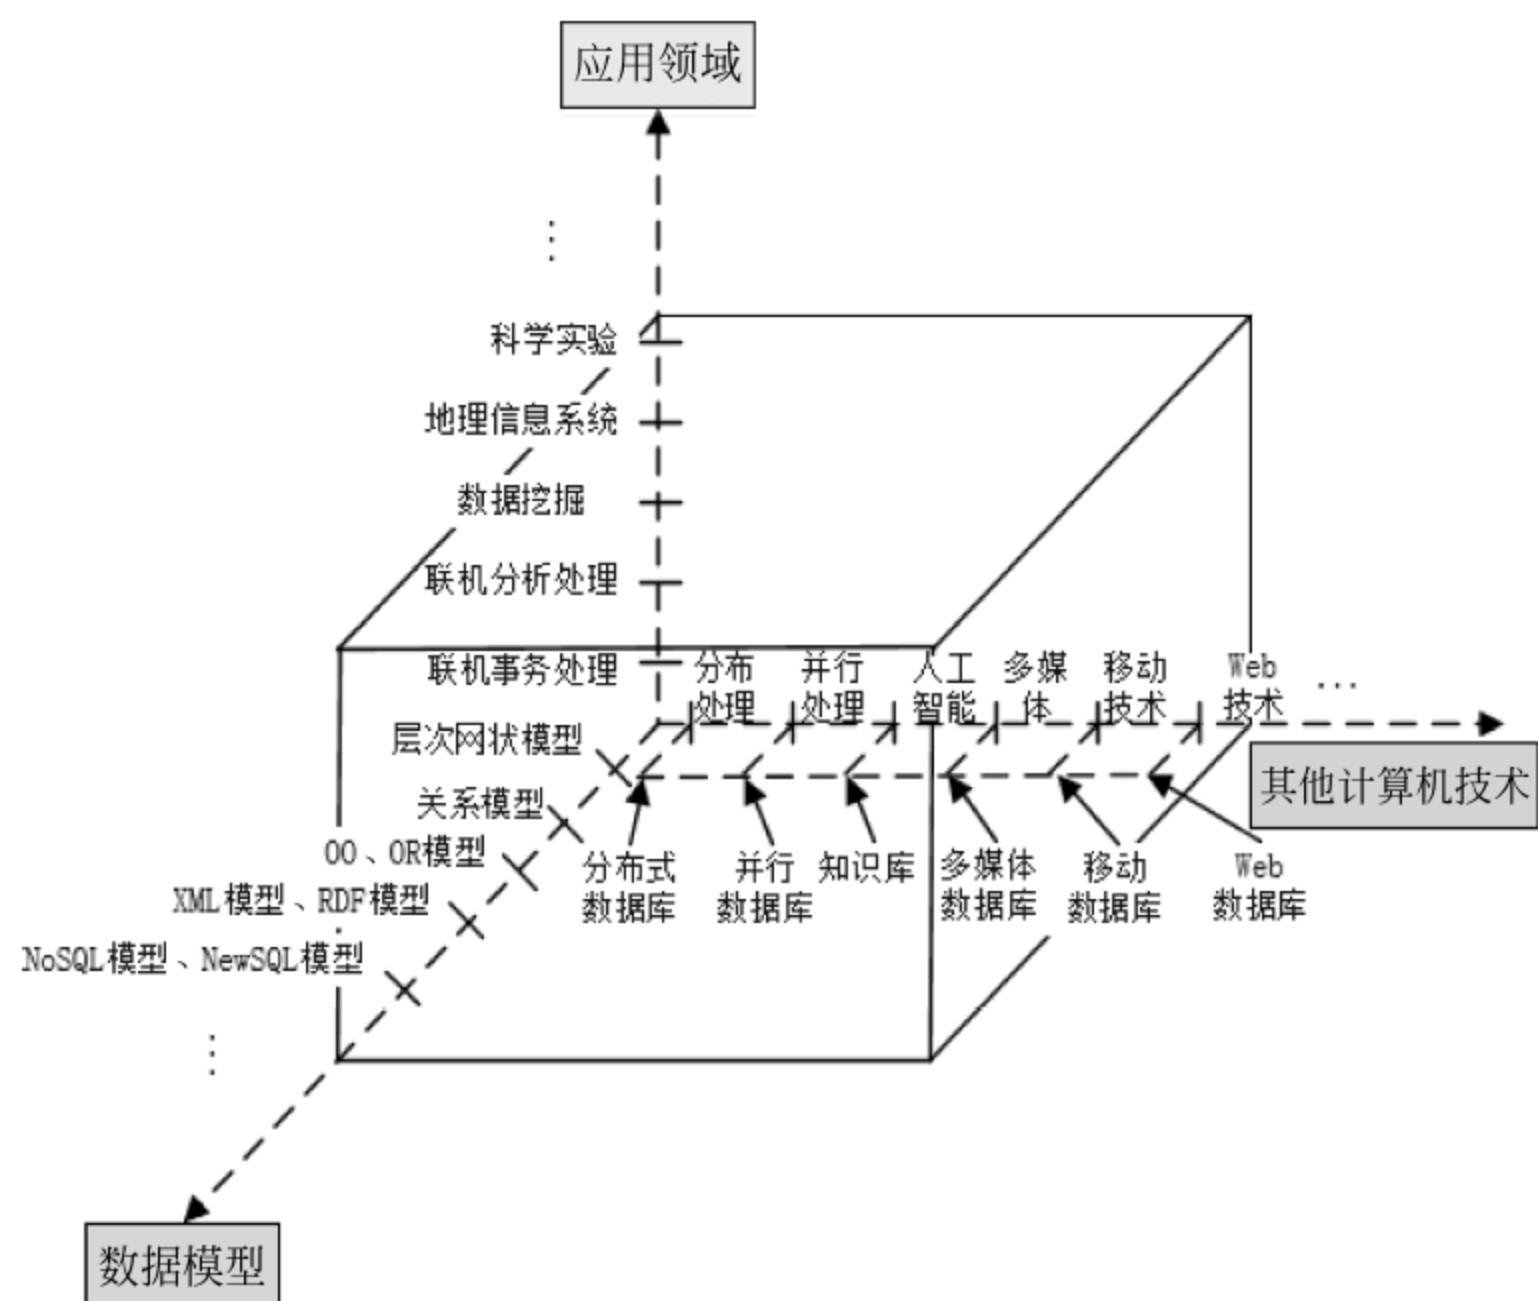 应用领域
⋮
科学实验
地理信息系统
数据挖掘
联机分析处理
联机事务处理
分布
处理
并行
处理
人工
智能
多媒
体
移动
技术
Web
技术
...
其他计算机技术
层次网状模型
关系模型
OO、OR模型
XML模型、RDF模型
NoSQL模型、NewSQL模型
⋮
分布式
数据库
并行
数据库
知识库
多媒体
数据库
移动
数据库
Web
数据库
数据模型